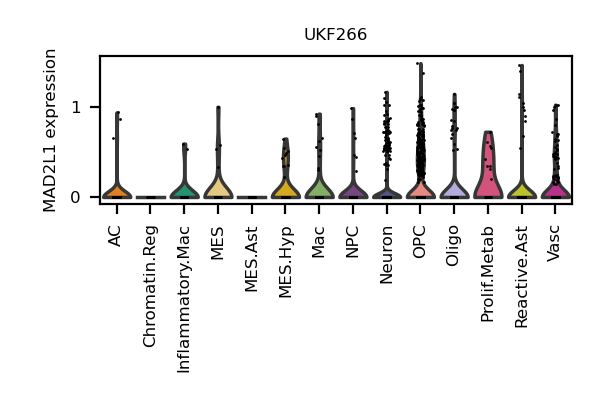 UKF266
MAD2L1 expression
1
0
AC
Chromatin.Reg
Inflammatory.Mac
MES
MES.Ast
MES.Hyp
Mac
NPC
Neuron
OPC
Oligo
Prolif.Metab
Reactive.Ast
Vasc